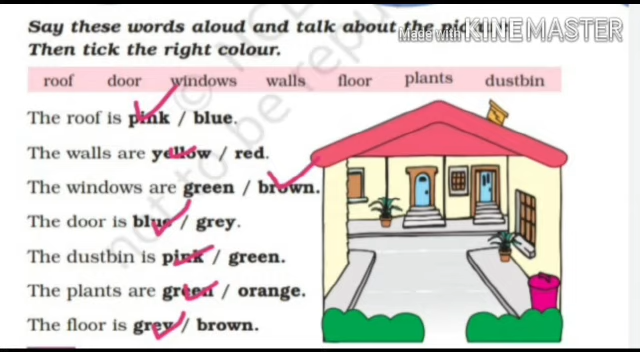 Say these words aloud and talk about the picture.
Then tick the right colour.
Made with KINEMASTER
roof door windows walls floor plants dustbin
The roof is pink / blue.
The walls are yellow / red.
The windows are green / brown.
The door is blue / grey.
The dustbin is pink / green.
The plants are green / orange.
The floor is grey / brown.